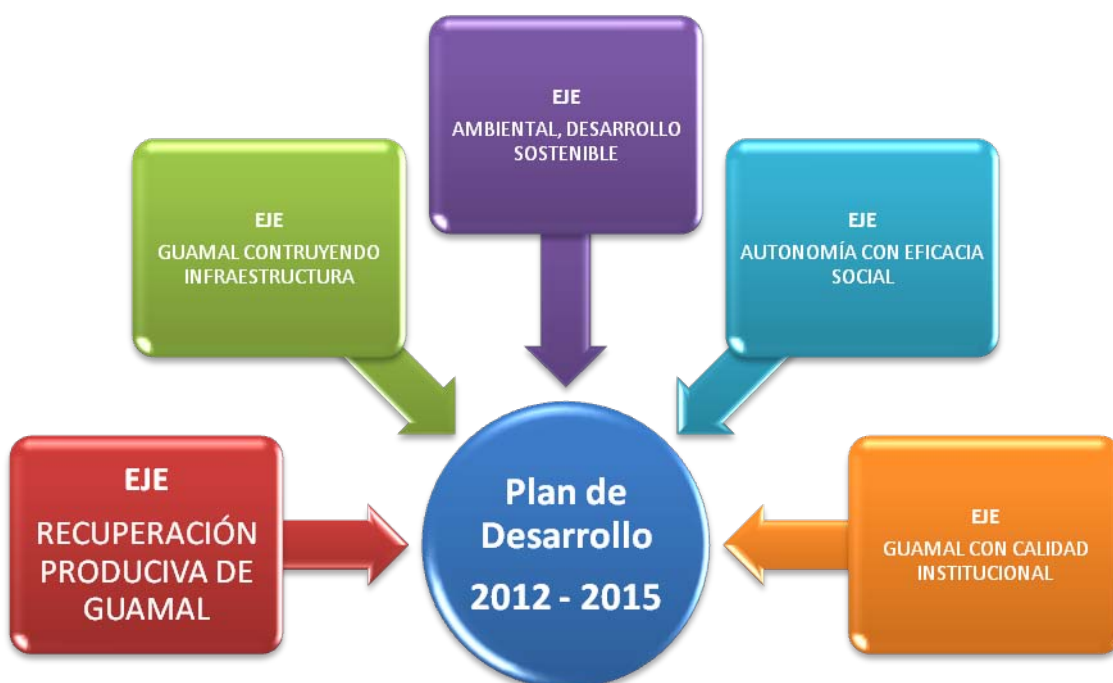 EJE
AMBIENTAL, DESARROLLO
SOSTENIBLE
EJE
GUAMAL CONTRUYENDO
INFRAESTRUCTURA
EJE
AUTONOMÍA CON EFICACIA
SOCIAL
EJE
RECUPERACIÓN
PRODUCIVA DE
GUAMAL
Plan de
Desarrollo
2012 - 2015
EJE
GUAMAL CON CALIDAD
INSTITUCIONAL